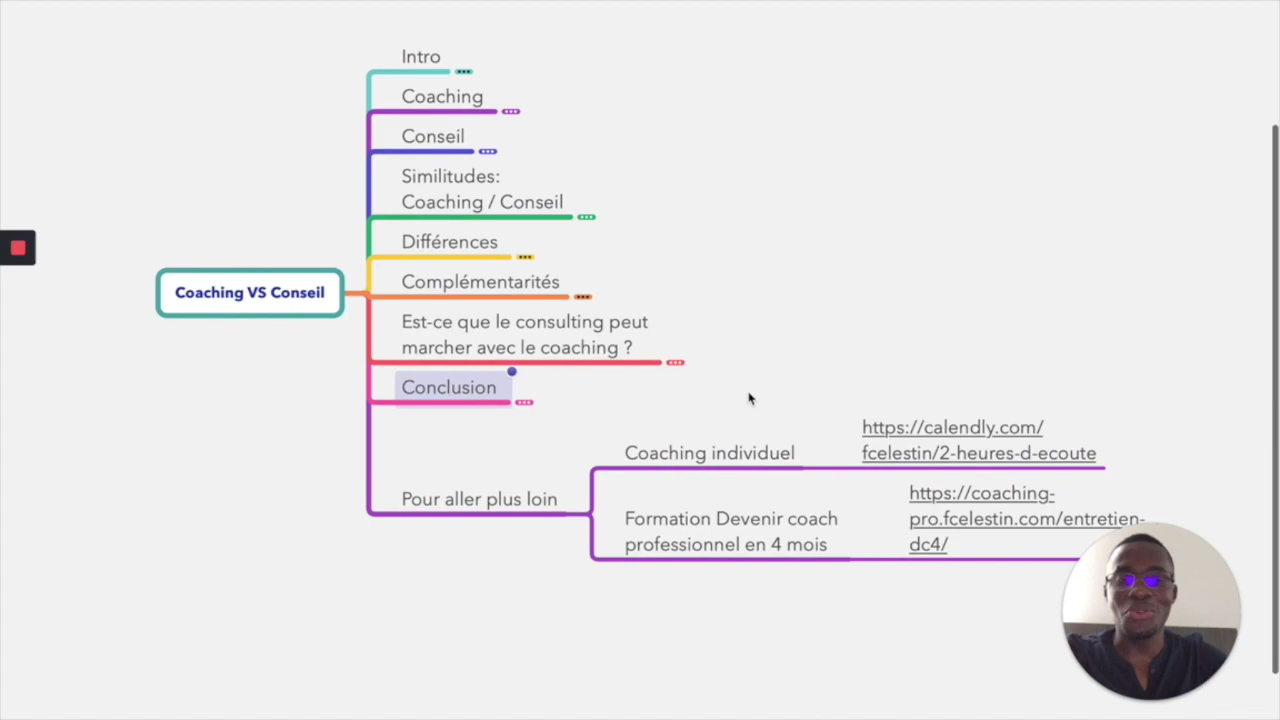 Intro
Coaching
Conseil
Similitudes:
Coaching / Conseil
Différences
Coaching VS Conseil
Complémentarités
Est-ce que le consulting peut
marcher avec le coaching ?
Conclusion
Pour aller plus loin
Coaching individuel
https://calendly.com/
fcelestin/2-heures-d-ecoute
Formation Devenir coach
professionnel en 4 mois
https://coaching-
pro.fcelestin.com/entretien-
dc4/